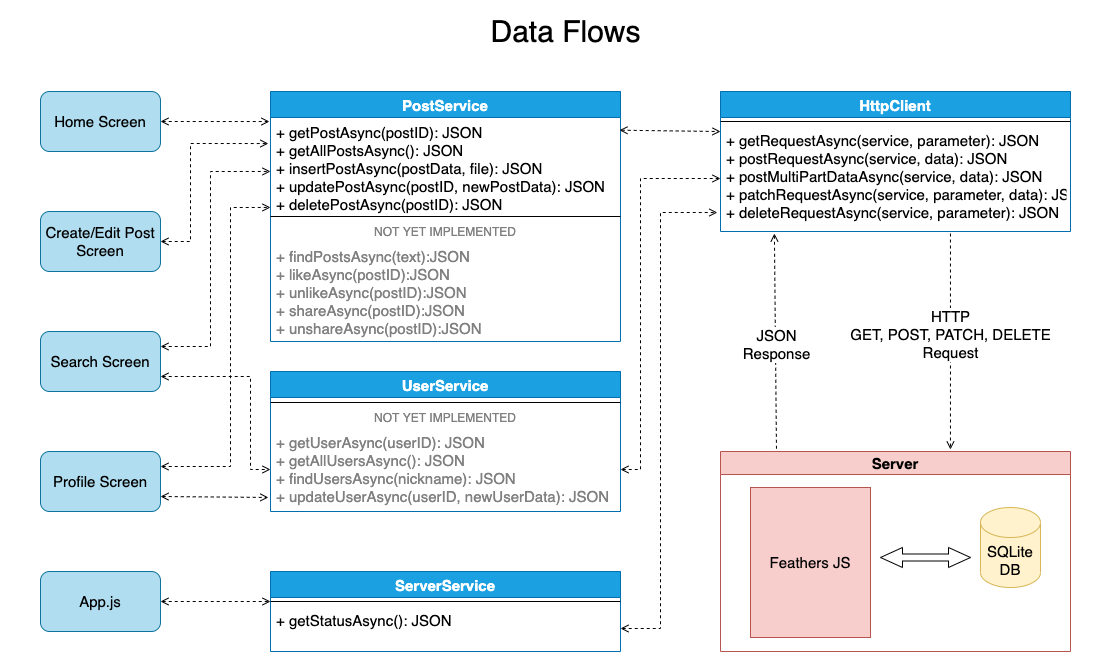 Data Flows
Home Screen
Create/Edit Post
Screen
Search Screen
Profile Screen
App.js
PostService
+ getPostAsync(postID): JSON
+ getAllPostsAsync(): JSON
+ insertPostAsync(postData, file): JSON
+ updatePostAsync(postID, newPostData): JSON
+ deletePostAsync(postID): JSON
NOT YET IMPLEMENTED
+ findPostsAsync(text):JSON
+ likeAsync(postID):JSON
+ unlikeAsync(postID):JSON
+ shareAsync(postID):JSON
+ unshareAsync(postID):JSON
UserService
NOT YET IMPLEMENTED
+ getUserAsync(userID): JSON
+ getAllUsersAsync(): JSON
+ findUsersAsync(nickname): JSON
+ updateUserAsync(userID, newUserData): JSON
ServerService
+ getStatusAsync(): JSON
HttpClient
+ getRequestAsync(service, parameter): JSON
+ postRequestAsync(service, data): JSON
+ postMultiPartDataAsync(service, data): JSON
+ patchRequestAsync(service, parameter, data): JS
+ deleteRequestAsync(service, parameter): JSON
JSON
Response
HTTP
GET, POST, PATCH, DELETE
Request
Server
Feathers JS
SQLite
DB